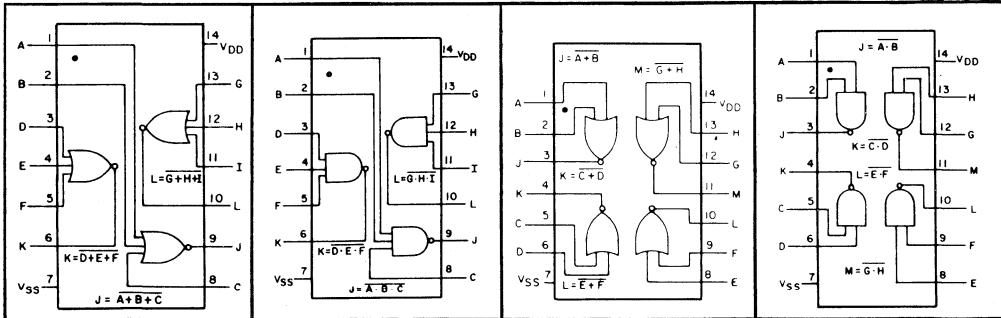 A 1 14 VDD
B 2 13 G
D 3 12 H
E 4 11 I
L=G+H+I
F 5 10 L
K 6 9 J
K=D+E+F
VSS 7 8 C
J = A+B+C
A 1 14 VDD
B 2 13 G
D 3 12 H
E 4 11 I
L=G·H·I
F 5 10 L
K 6 9 J
K=D·E·F
VSS 7 8 C
J = A·B·C
J=A+B
M=G+H
A 1 14 VDD
B 2 13 H
J 3 12 G
K=C+D
K 4 11 M
C 5 10 L
D 6 9 F
VSS 7 8 E
L=E+F
J=A·B
A 1 14 VDD
B 2 13 H
J 3 12 G
K=C·D
K 4 11 M
L=E·F
C 5 10 L
D 6 9 F
M=G·H
VSS 7 8 E